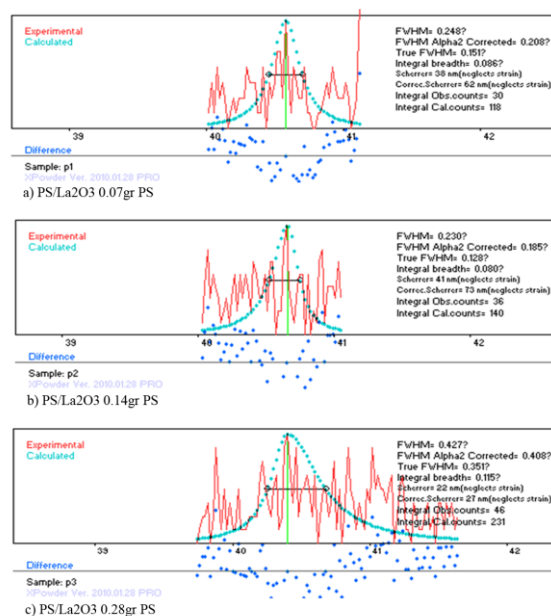 Experimental
Calculated
FWHM= 0.248?
FWHM Alpha2 Corrected= 0.208?
True FWHM= 0.151?
Integral breadth= 0.086?
Scherrer= 38 nm(neglects strain)
Correc.Scherrer= 62 nm(neglects strain)
Integral Obs.counts= 30
Integral Cal.counts= 118
39 40 41 42
Difference
Sample: p1
XPowder Ver. 2010.01.28 PRO
a) PS/La2O3 0.07gr PS
Experimental
Calculated
FWHM= 0.230?
FWHM Alpha2 Corrected= 0.185?
True FWHM= 0.128?
Integral breadth= 0.080?
Scherrer= 41 nm(neglects strain)
Correc.Scherrer= 73 nm(neglects strain)
Integral Obs.counts= 36
Integral Cal.counts= 140
39 40 41 42
Difference
Sample: p2
XPowder Ver. 2010.01.28 PRO
b) PS/La2O3 0.14gr PS
Experimental
Calculated
FWHM= 0.427?
FWHM Alpha2 Corrected= 0.408?
True FWHM= 0.351?
Integral breadth= 0.115?
Scherrer= 22 nm(neglects strain)
Correc.Scherrer= 27 nm(neglects strain)
Integral Obs.counts= 46
Integral Cal.counts= 231
39 40 41 42
Difference
Sample: p3
XPowder Ver. 2010.01.28 PRO
c) PS/La2O3 0.28gr PS